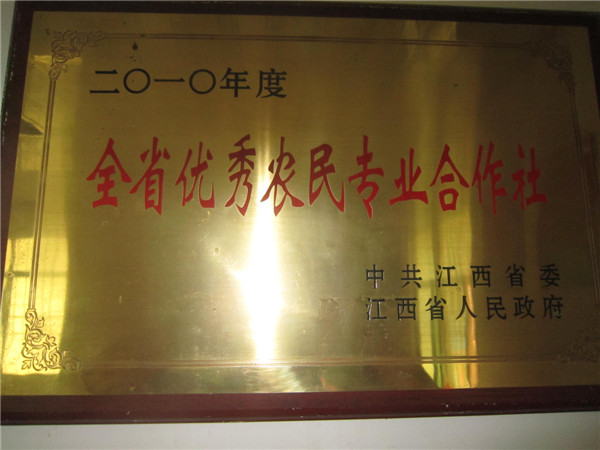 二〇一〇年度
全省优秀农民专业合作社
中共江西省委
江西省人民政府